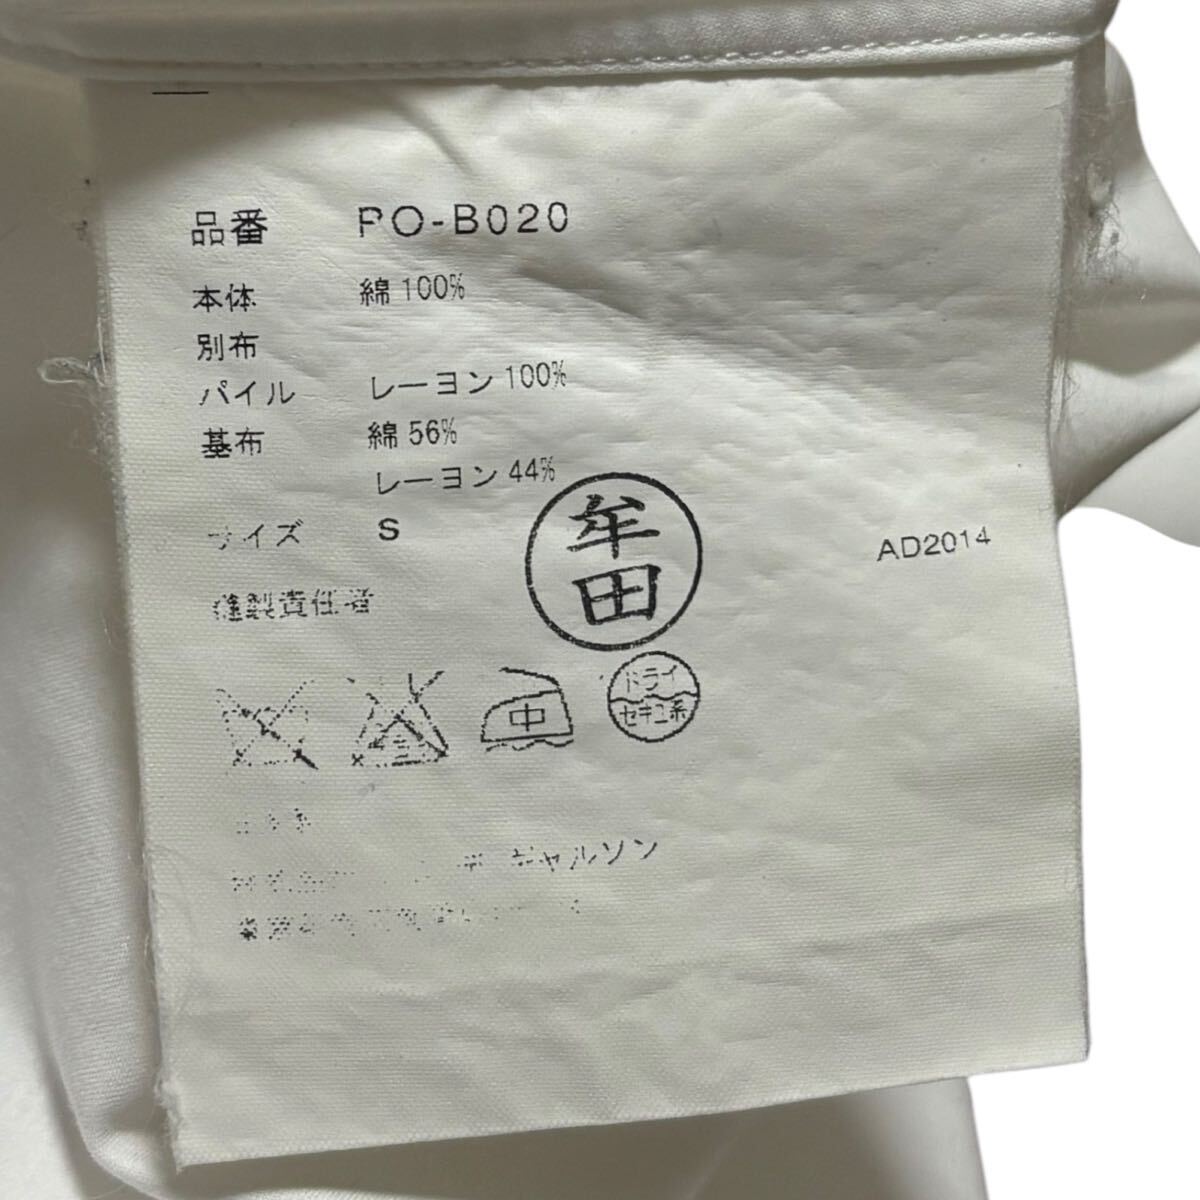 品番 PO-B020
本体 綿 100%
別布
パイル レーヨン 100%
基布 綿 56%
レーヨン 44%
サイズ S
縫製責任者 牟田
AD2014
中
ドライ
セキユ系
ギャルソン